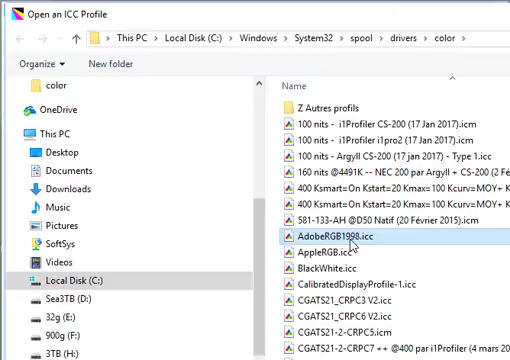 Open an ICC Profile
This PC > Local Disk (C:) > Windows > System32 > spool > drivers > color >
Organize
New folder
color
OneDrive
This PC
Desktop
Documents
Downloads
Music
Pictures
SoftSys
Videos
Local Disk (C:)
Sea3TB (D:)
32g (E:)
900g (F:)
3TB (H:)
Name
Z Autres profils
100 nits - i1Profiler CS-200 (17 Jan 2017).icm
100 nits - i1Profiler i1pro2 (17 Jan 2017).icm
100 nits - Argyll CS-200 (17 jan 2017) - Type 1.icc
160 nits @4491K -- NEC 200 par Argyll + CS-200 (2 Fé
400 Ksmart=On Kstart=20 Kmax=100 Kcurv=MOY+ K
400 Ksmart=On Kstart=20 Kmax=100 Kcurv=MOY+ K
581-133-AH @D50 Natif (20 Février 2015).icm
AdobeRGB1998.icc
AppleRGB.icc
BlackWhite.icc
CalibratedDisplayProfile-1.icc
CGATS21_CRPC3 V2.icc
CGATS21_CRPC6 V2.icc
CGATS21-2-CRPC5.icm
CGATS21-2-CRPC7 ++ @400 par i1Profiler (4 mars 20